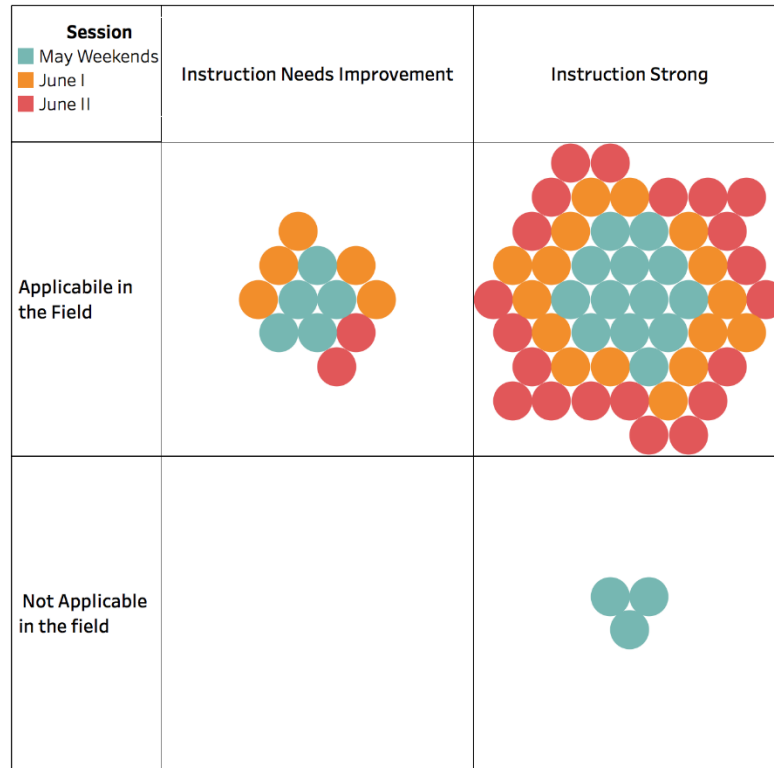 Session
May Weekends
June I
June II
Instruction Needs Improvement
Instruction Strong
Applicabile in
the Field
Not Applicable
in the field